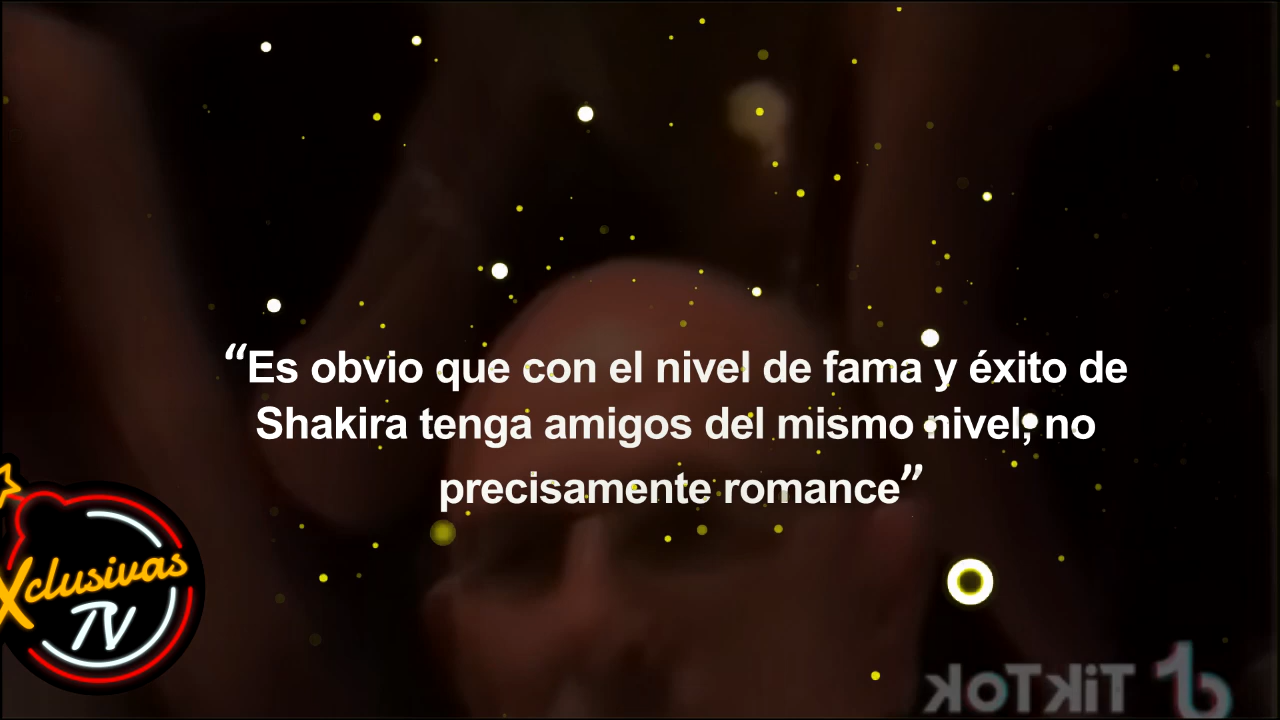 “Es obvio que con el nivel de fama y éxito de
Shakira tenga amigos del mismo nivel, no
precisamente romance”
Xclusivas
TV
TikTok